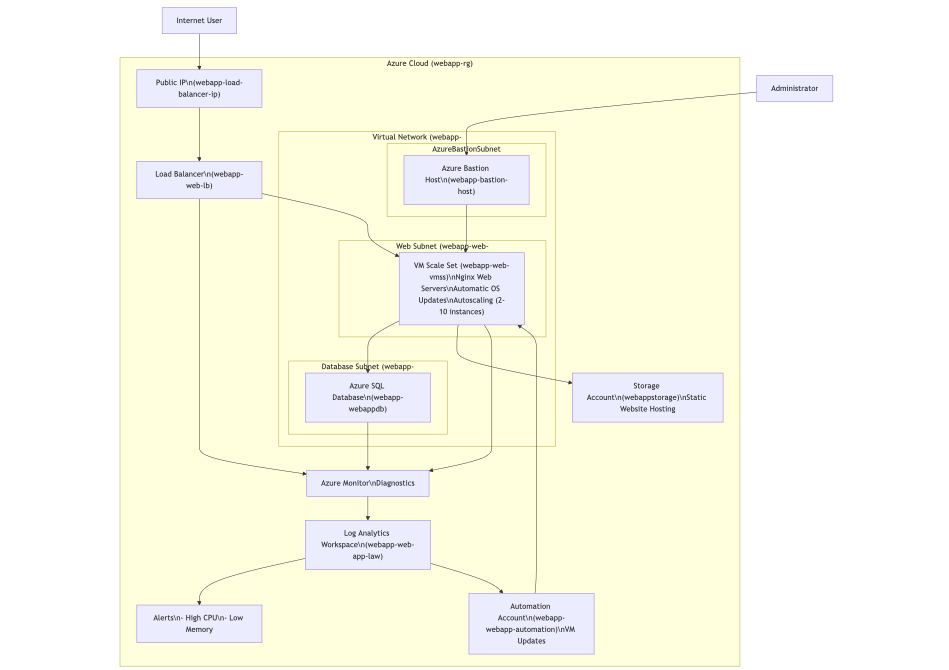 Internet User
Azure Cloud (webapp-rg)
Public IP\n(webapp-load-
balancer-ip)
Administrator
Virtual Network (webapp-
AzureBastionSubnet
Azure Bastion
Host\n(webapp-bastion-
host)
Load Balancer\n(webapp-
web-lb)
Web Subnet (webapp-web-
VM Scale Set (webapp-web-
vmss)\nNginx Web
Servers\nAutomatic OS
Updates\nAutoscaling (2-
10 instances)
Database Subnet (webapp-
Azure SQL
Database\n(webapp-
webappdb)
Storage
Account\n(webappstorage)\nStatic
Website Hosting
Azure Monitor\nDiagnostics
Log Analytics
Workspace\n(webapp-web-
app-law)
Alerts\n- High CPU\n- Low
Memory
Automation
Account\n(webapp-
webapp-automation)\nVM
Updates